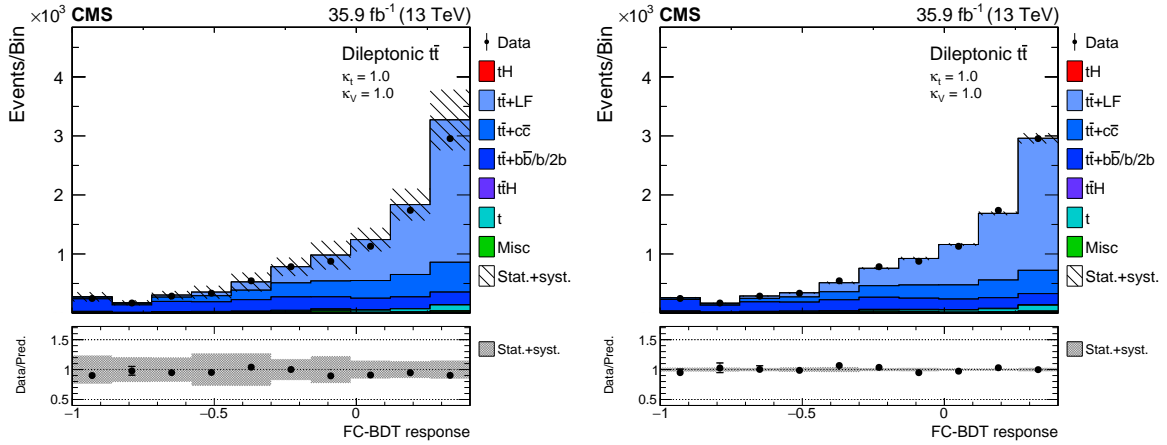 ×10³ CMS 35.9 fb⁻¹ (13 TeV)
Events/Bin
Dileptonic tt̅
κt = 1.0
κV = 1.0
4
3
2
1
Data
tH
tt̅+LF
tt̅+cc̅
tt̅+bb̅/b/2b
tt̅H
t
Misc
Stat.+syst.
Data/Pred.
1.5
1
0.5
Stat.+syst.
−1 −0.5 0
FC-BDT response
×10³ CMS 35.9 fb⁻¹ (13 TeV)
Events/Bin
Dileptonic tt̅
κt = 1.0
κV = 1.0
4
3
2
1
Data
tH
tt̅+LF
tt̅+cc̅
tt̅+bb̅/b/2b
tt̅H
t
Misc
Stat.+syst.
Data/Pred.
1.5
1
0.5
Stat.+syst.
−1 −0.5 0
FC-BDT response